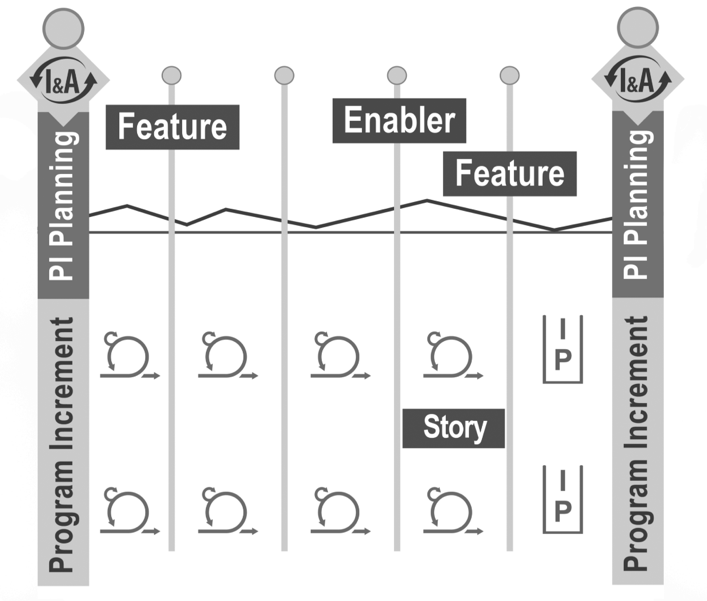 I&A
I&A
Feature
Enabler
Feature
PI Planning
PI Planning
Program Increment
Program Increment
I
P
Story
I
P